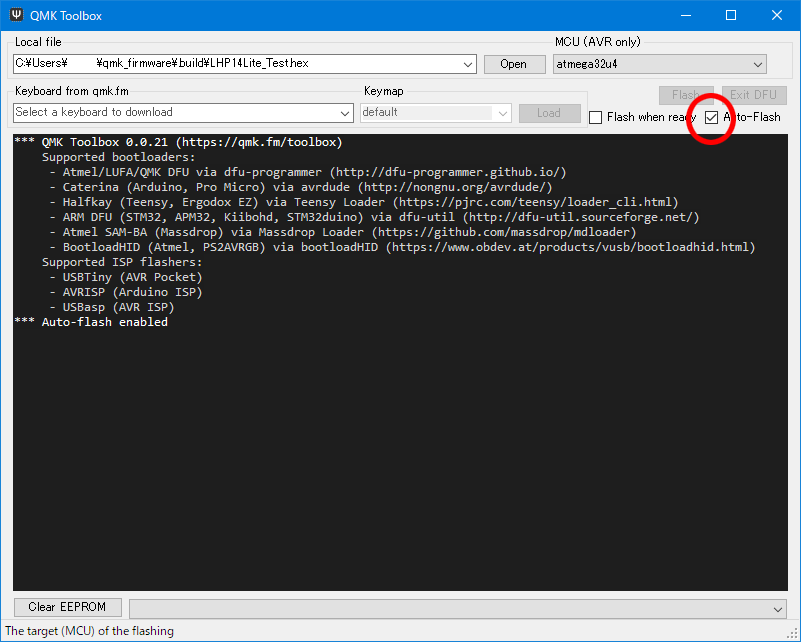 QMK Toolbox
Local file
MCU (AVR only)
C:¥Users¥ ¥qmk_firmware¥build¥LHP14Lite_Test.hex
Open
atmega32u4
Keyboard from qmk.fm
Keymap
Flash
Exit DFU
Select a keyboard to download
default
Load
Flash when ready
Auto-Flash
*** QMK Toolbox 0.0.21 (https://qmk.fm/toolbox)
Supported bootloaders:
- Atmel/LUFA/QMK DFU via dfu-programmer (http://dfu-programmer.github.io/)
- Caterina (Arduino, Pro Micro) via avrdude (http://nongnu.org/avrdude/)
- Halfkay (Teensy, Ergodox EZ) via Teensy Loader (https://pjrc.com/teensy/loader_cli.html)
- ARM DFU (STM32, APM32, Kiibohd, STM32duino) via dfu-util (http://dfu-util.sourceforge.net/)
- Atmel SAM-BA (Massdrop) via Massdrop Loader (https://github.com/massdrop/mdloader)
- BootloadHID (Atmel, PS2AVRGB) via bootloadHID (https://www.obdev.at/products/vusb/bootloadhid.html)
Supported ISP flashers:
- USBTiny (AVR Pocket)
- AVRISP (Arduino ISP)
- USBasp (AVR ISP)
*** Auto-flash enabled
Clear EEPROM
The target (MCU) of the flashing